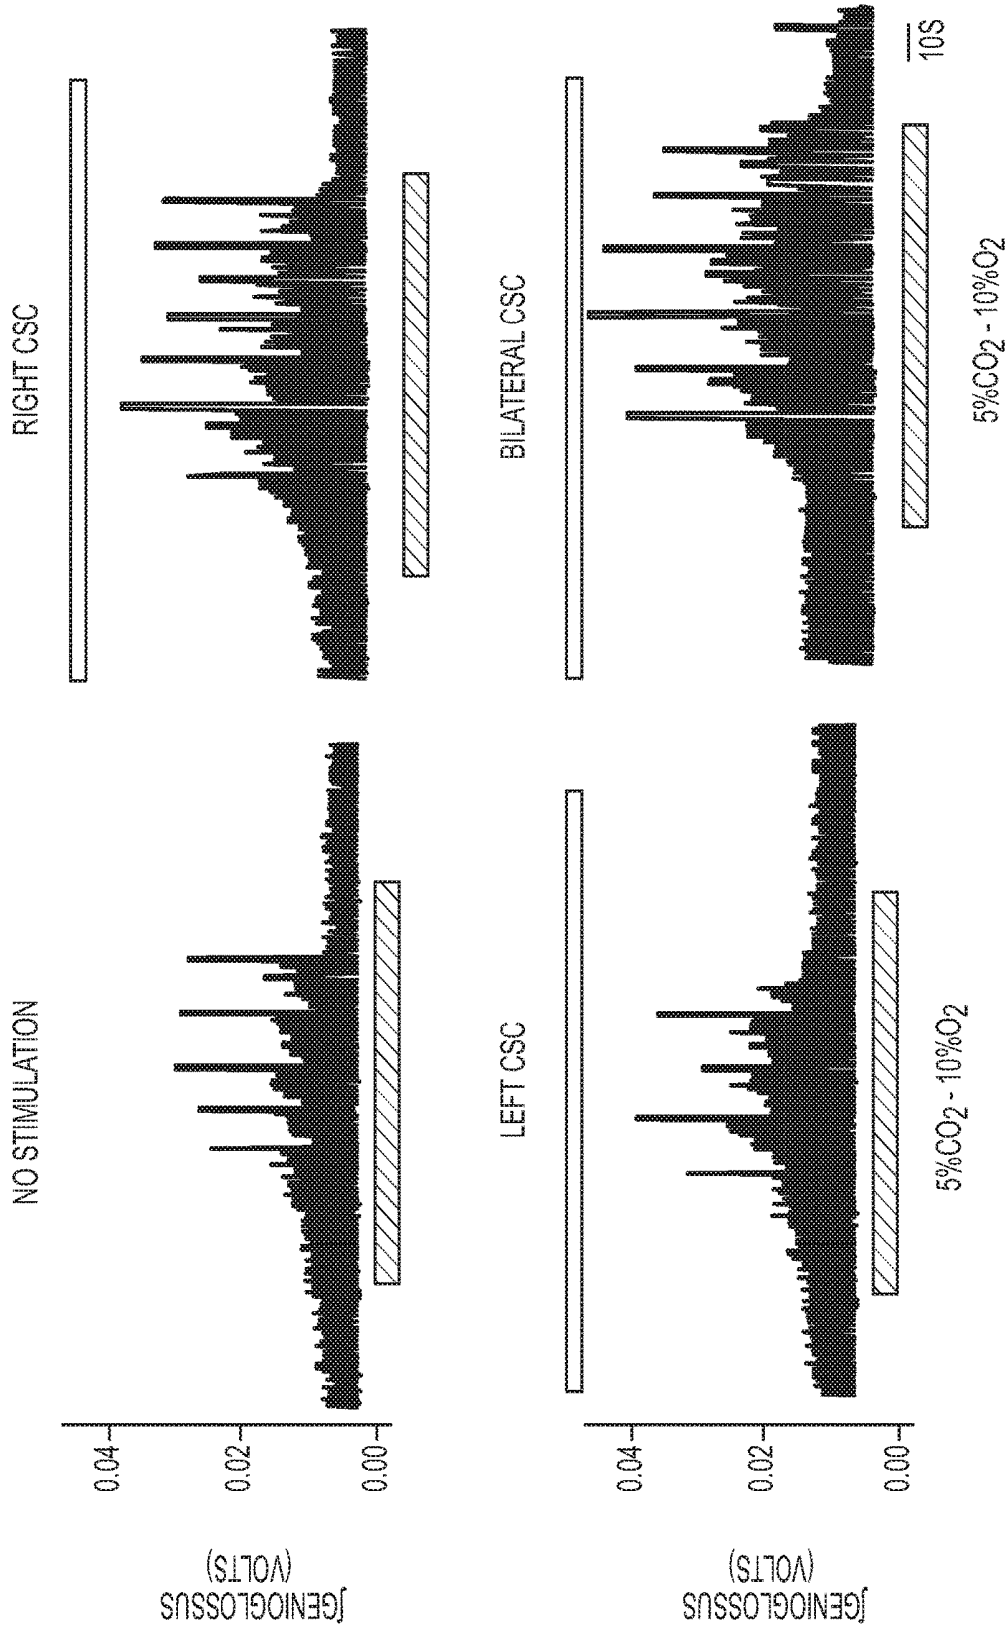 NO STIMULATION
RIGHT CSC
∫GENIOGLOSSUS
(VOLTS)
0.04
0.02
0.00
LEFT CSC
BILATERAL CSC
∫GENIOGLOSSUS
(VOLTS)
0.04
0.02
0.00
10S
5%CO2 - 10%O2
5%CO2 - 10%O2